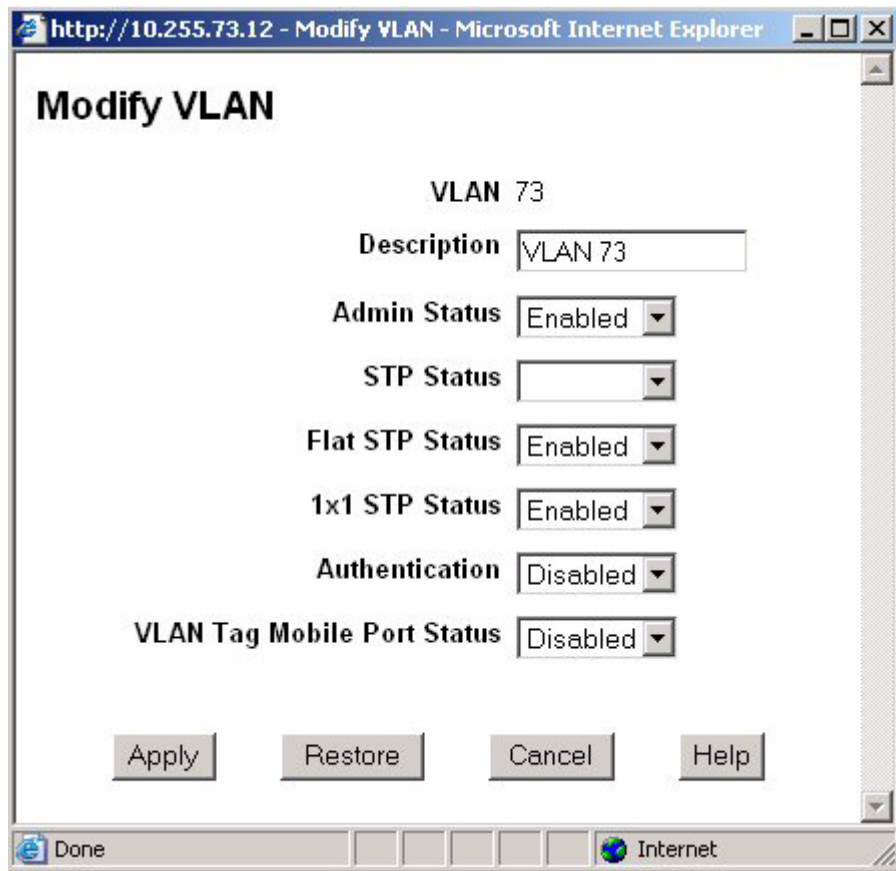 http://10.255.73.12 - Modify VLAN - Microsoft Internet Explorer
Modify VLAN
VLAN 73
Description VLAN 73
Admin Status Enabled
STP Status
Flat STP Status Enabled
1x1 STP Status Enabled
Authentication Disabled
VLAN Tag Mobile Port Status Disabled
Apply Restore Cancel Help
Done Internet